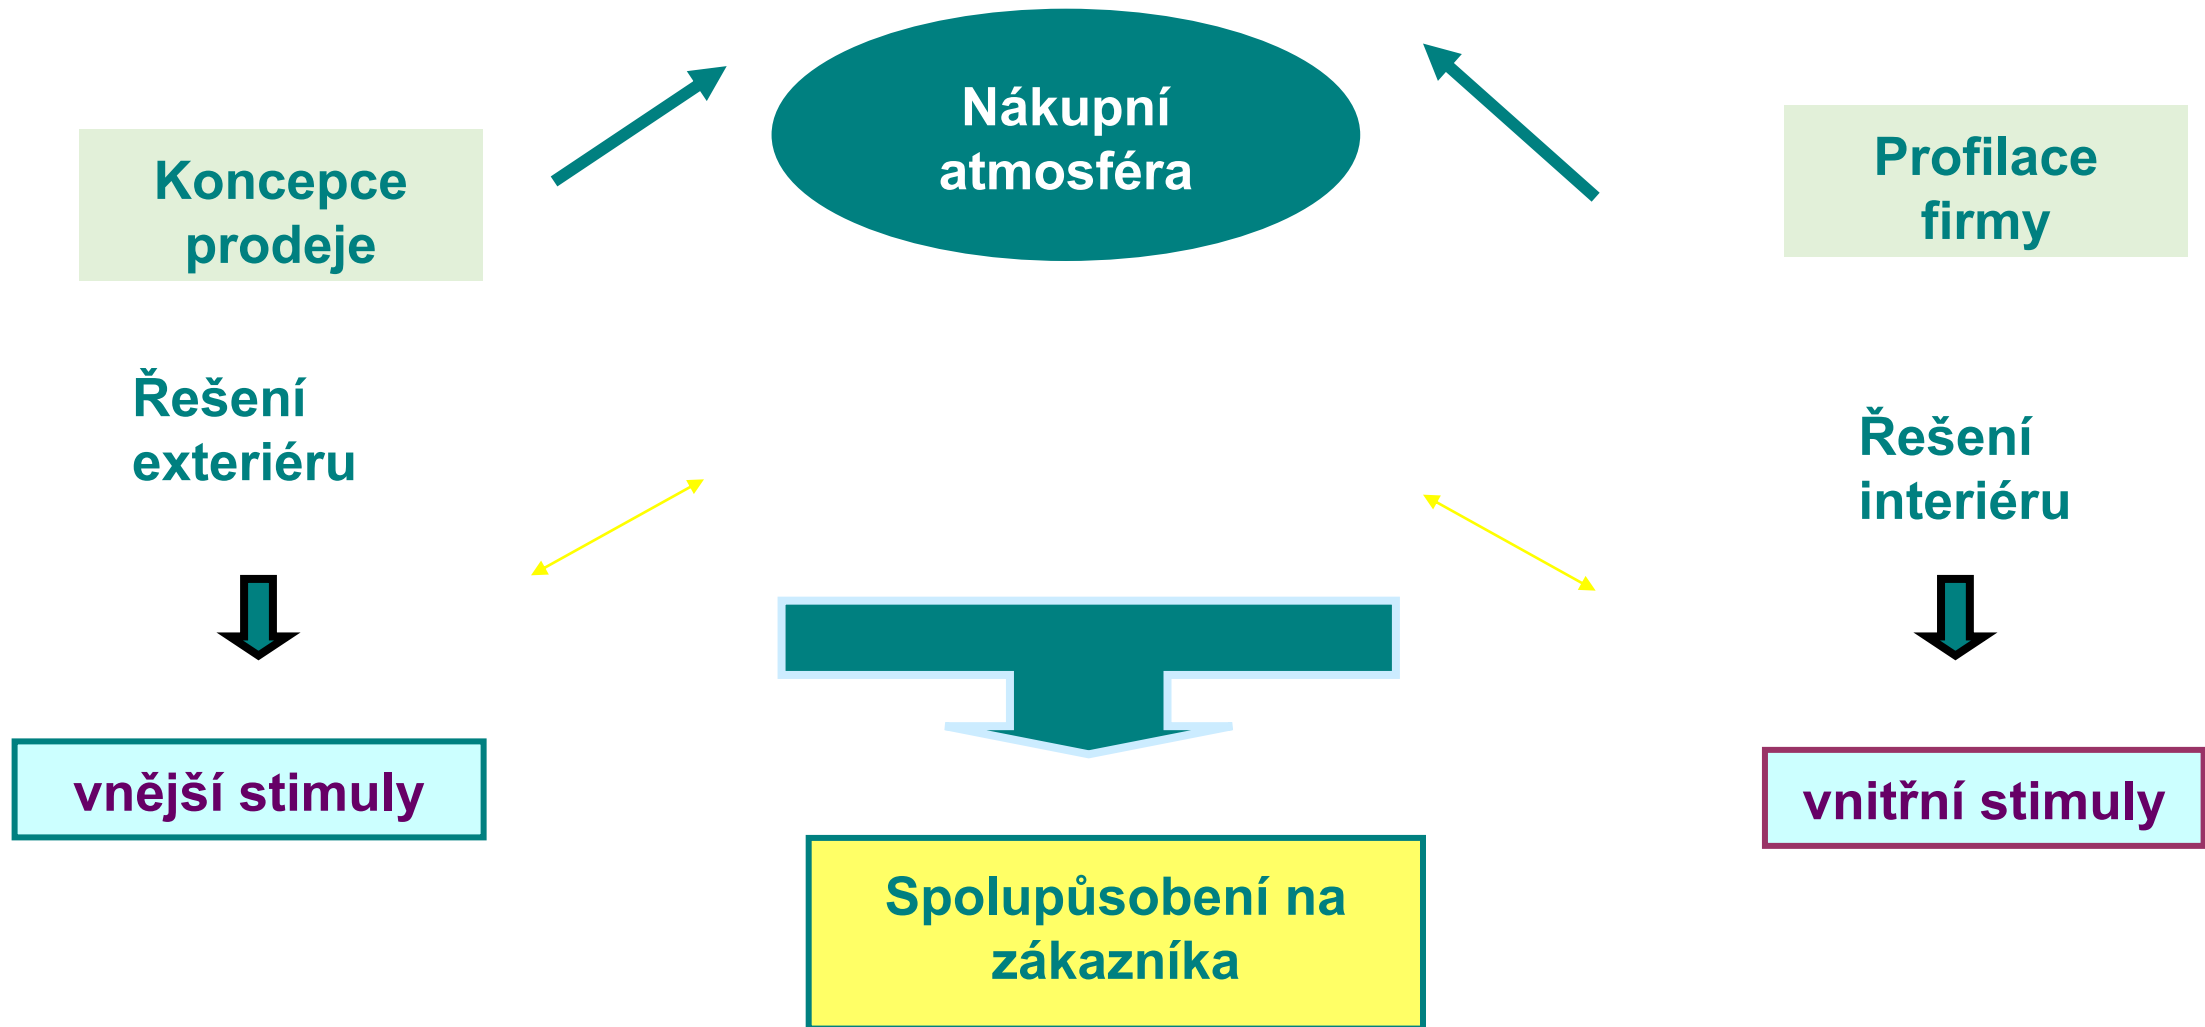 Nákupní
atmosféra
Koncepce
prodeje
Profilace
firmy
Řešení
exteriéru
Řešení
interiéru
vnější stimuly
vnitřní stimuly
Spolupůsobení na
zákazníka